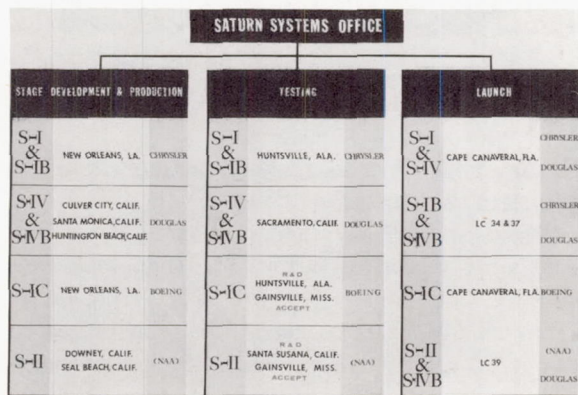 SATURN SYSTEMS OFFICE
STAGE DEVELOPMENT & PRODUCTION
S-I
&
S-IB
NEW ORLEANS, LA.
CHRYSLER
S-IV
&
S-IVB
CULVER CITY, CALIF.
SANTA MONICA, CALIF.
HUNTINGTON BEACH, CALIF.
DOUGLAS
S-IC
NEW ORLEANS, LA.
BOEING
S-II
DOWNEY, CALIF.
SEAL BEACH, CALIF.
(NAA)
TESTING
S-I
&
S-IB
HUNTSVILLE, ALA.
CHRYSLER
S-IV
&
S-IVB
SACRAMENTO, CALIF.
DOUGLAS
S-IC
R & D
HUNTSVILLE, ALA.
GAINSVILLE, MISS.
ACCEPT
BOEING
S-II
R & D
SANTA SUSANA, CALIF.
GAINSVILLE, MISS.
ACCEPT
(NAA)
LAUNCH
S-I
&
S-IV
CAPE CANAVERAL, FLA.
CHRYSLER
DOUGLAS
S-IB
&
S-IVB
LC 34 & 37
CHRYSLER
DOUGLAS
S-IC
CAPE CANAVERAL, FLA.
BOEING
S-II
&
S-IVB
LC 39
(NAA)
DOUGLAS